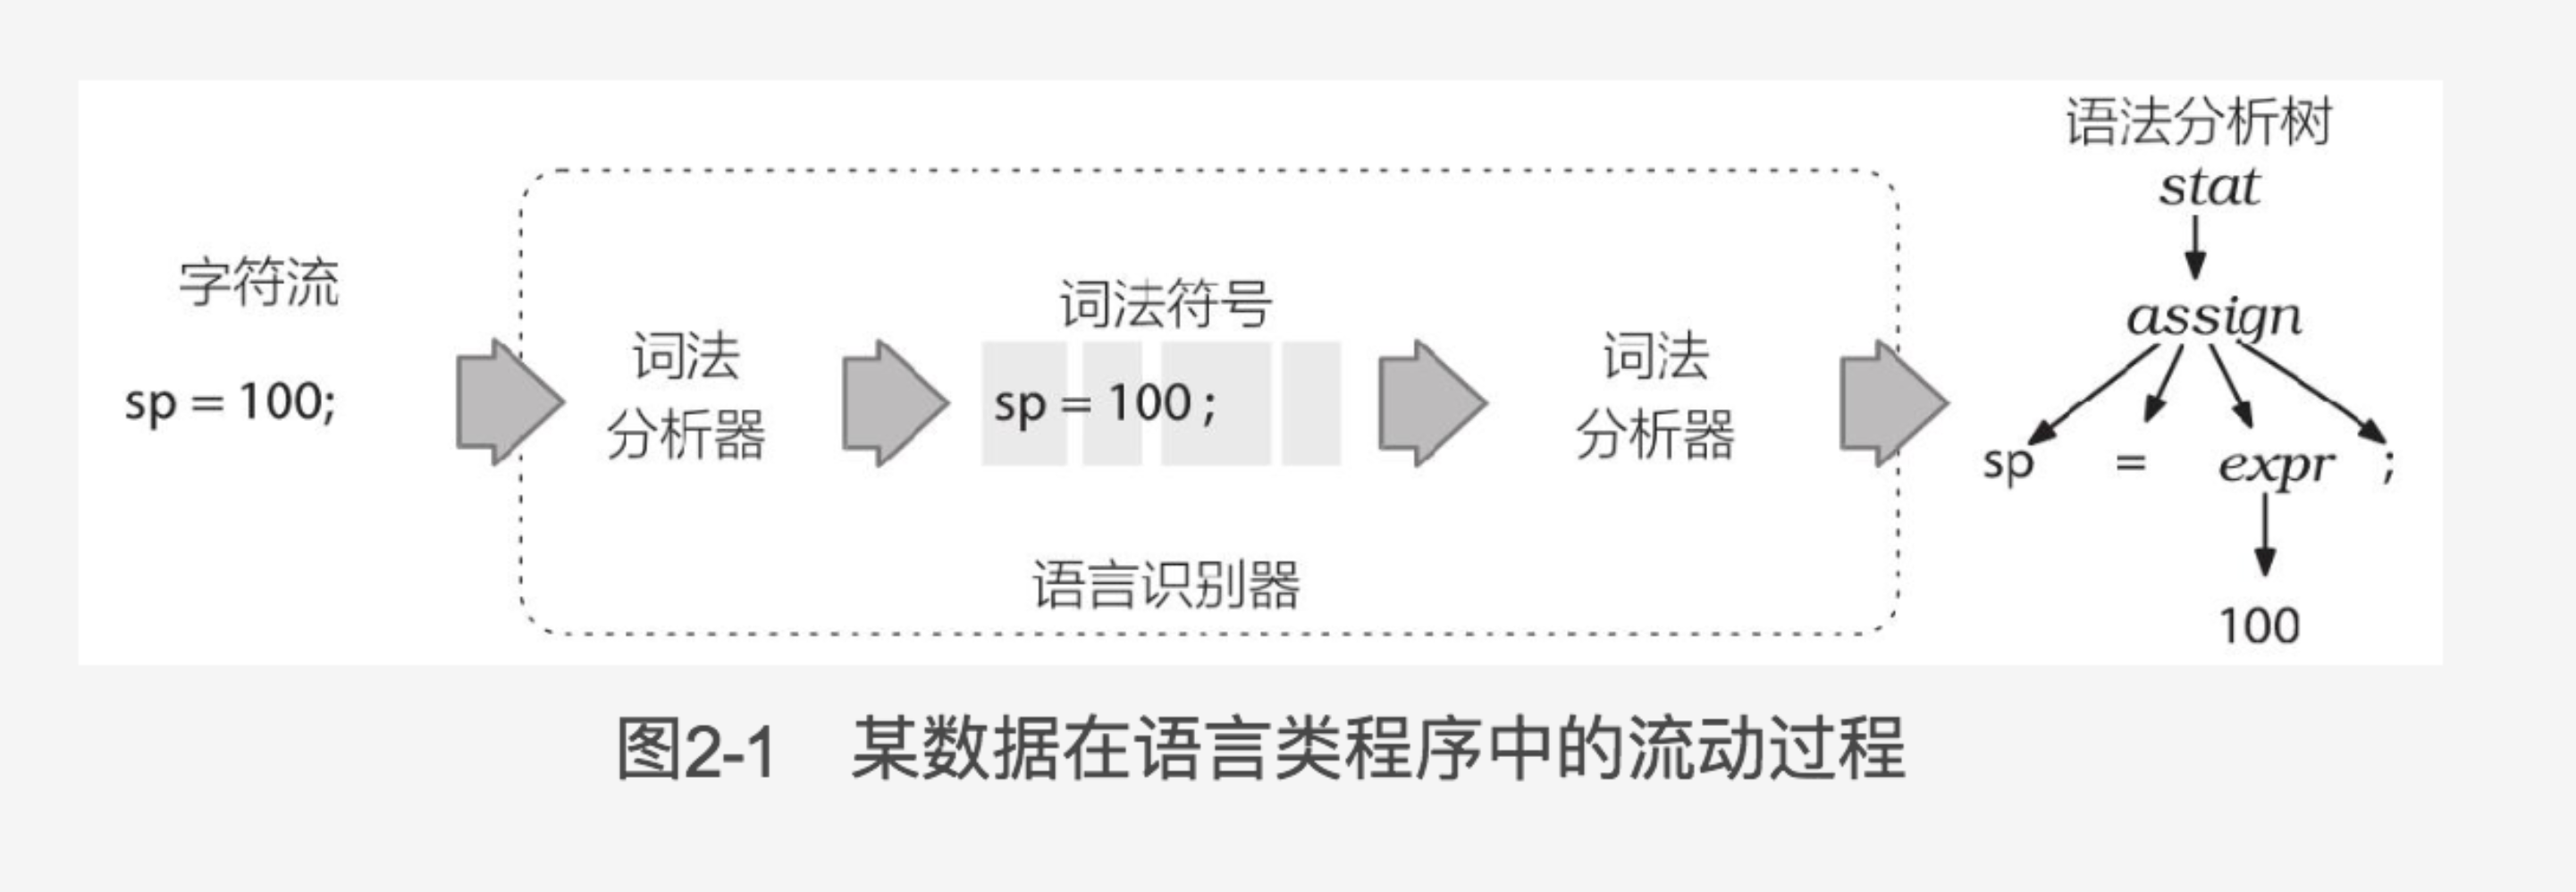 字符流
sp = 100;
词法
分析器
词法符号
sp = 100 ;
词法
分析器
语言识别器
语法分析树
stat
assign
sp = expr ;
100
图2-1 某数据在语言类程序中的流动过程